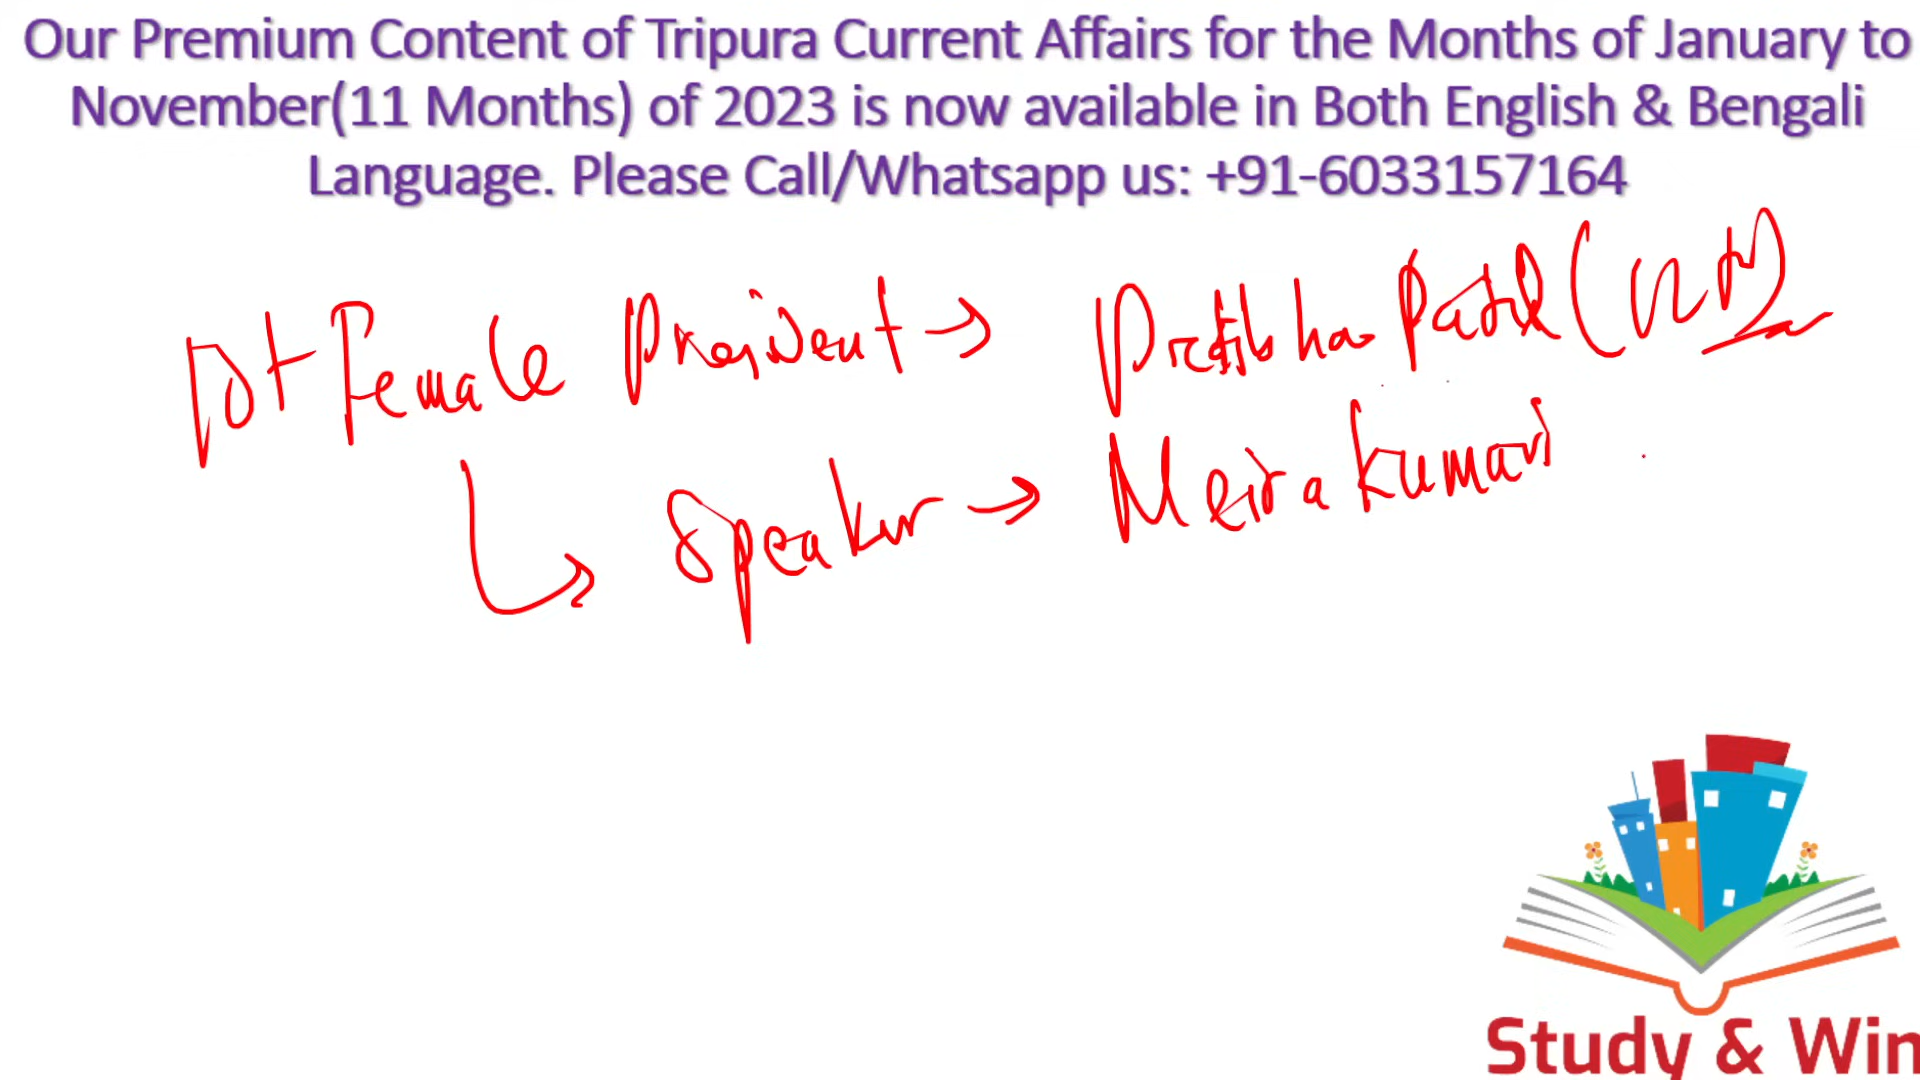 Our Premium Content of Tripura Current Affairs for the Months of January to
November(11 Months) of 2023 is now available in Both English & Bengali
Language. Please Call/Whatsapp us: +91-6033157164
Female President → Pratibha Patil (12th)
↳ Speaker → Meira Kumari
Study & Win